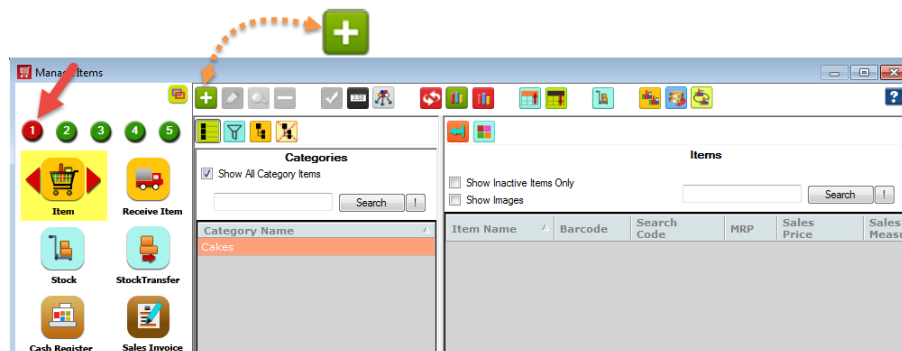 Manage Items
?
1 2 3 4 5
Categories
Items
Show All Category Items
Show Inactive Items Only
Show Images
Search !
Search !
Item
Receive Item
Category Name
Item Name Barcode Search Code MRP Sales Price Sales Measu
Cakes
Stock
StockTransfer
Cash Register
Sales Invoice